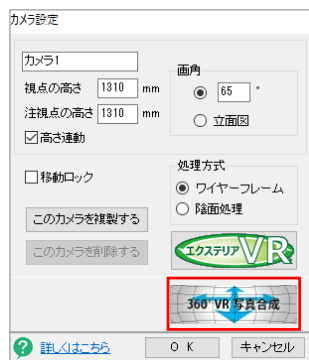 カメラ設定
カメラ1
視点の高さ 1310 mm
注視点の高さ 1310 mm
高さ連動
画角
65 °
立面図
移動ロック
このカメラを複製する
このカメラを削除する
処理方式
ワイヤーフレーム
陰面処理
エクステリア VR
360°VR 写真合成
? 詳しくはこちら
O K
キャンセル